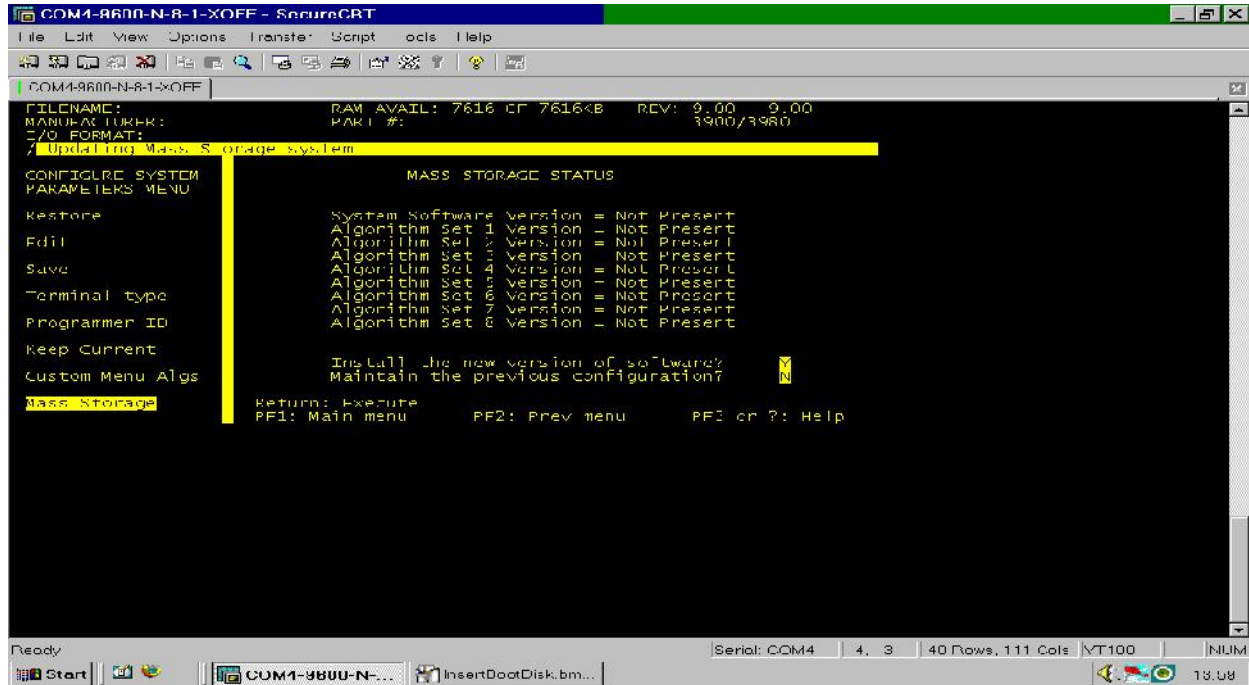 COM4-9600-N-8-1-XOFF - SecureCRT
File Edit View Options Transfer Script Tools Help
COM4-9600-N-8-1-XOFF
FILENAME: RAM AVAIL: 7616 OF 7616KB REV: 9.00 9.00
MANUFACTURER: PART #: 3900/3980
I/O FORMAT:
/ Updating Mass Storage system
CONFIGURE SYSTEM
PARAMETERS MENU
MASS STORAGE STATUS
Restore
Edit
Save
Terminal type
Programmer ID
Keep Current
Custom Menu Algs
Mass Storage
System Software Version = Not Present
Algorithm Set 1 Version = Not Present
Algorithm Set 2 Version = Not Present
Algorithm Set 3 Version = Not Present
Algorithm Set 4 Version = Not Present
Algorithm Set 5 Version = Not Present
Algorithm Set 6 Version = Not Present
Algorithm Set 7 Version = Not Present
Algorithm Set 8 Version = Not Present
Install the new version of software? Y
Maintain the previous configuration? N
Return: Execute
PF1: Main menu PF2: Prev menu PF3 or ?: Help
Ready Serial: COM4 4, 3 40 Rows, 111 Cols VT100 NUM
Start COM4-9600-N-... InsertBootDisk.bm...